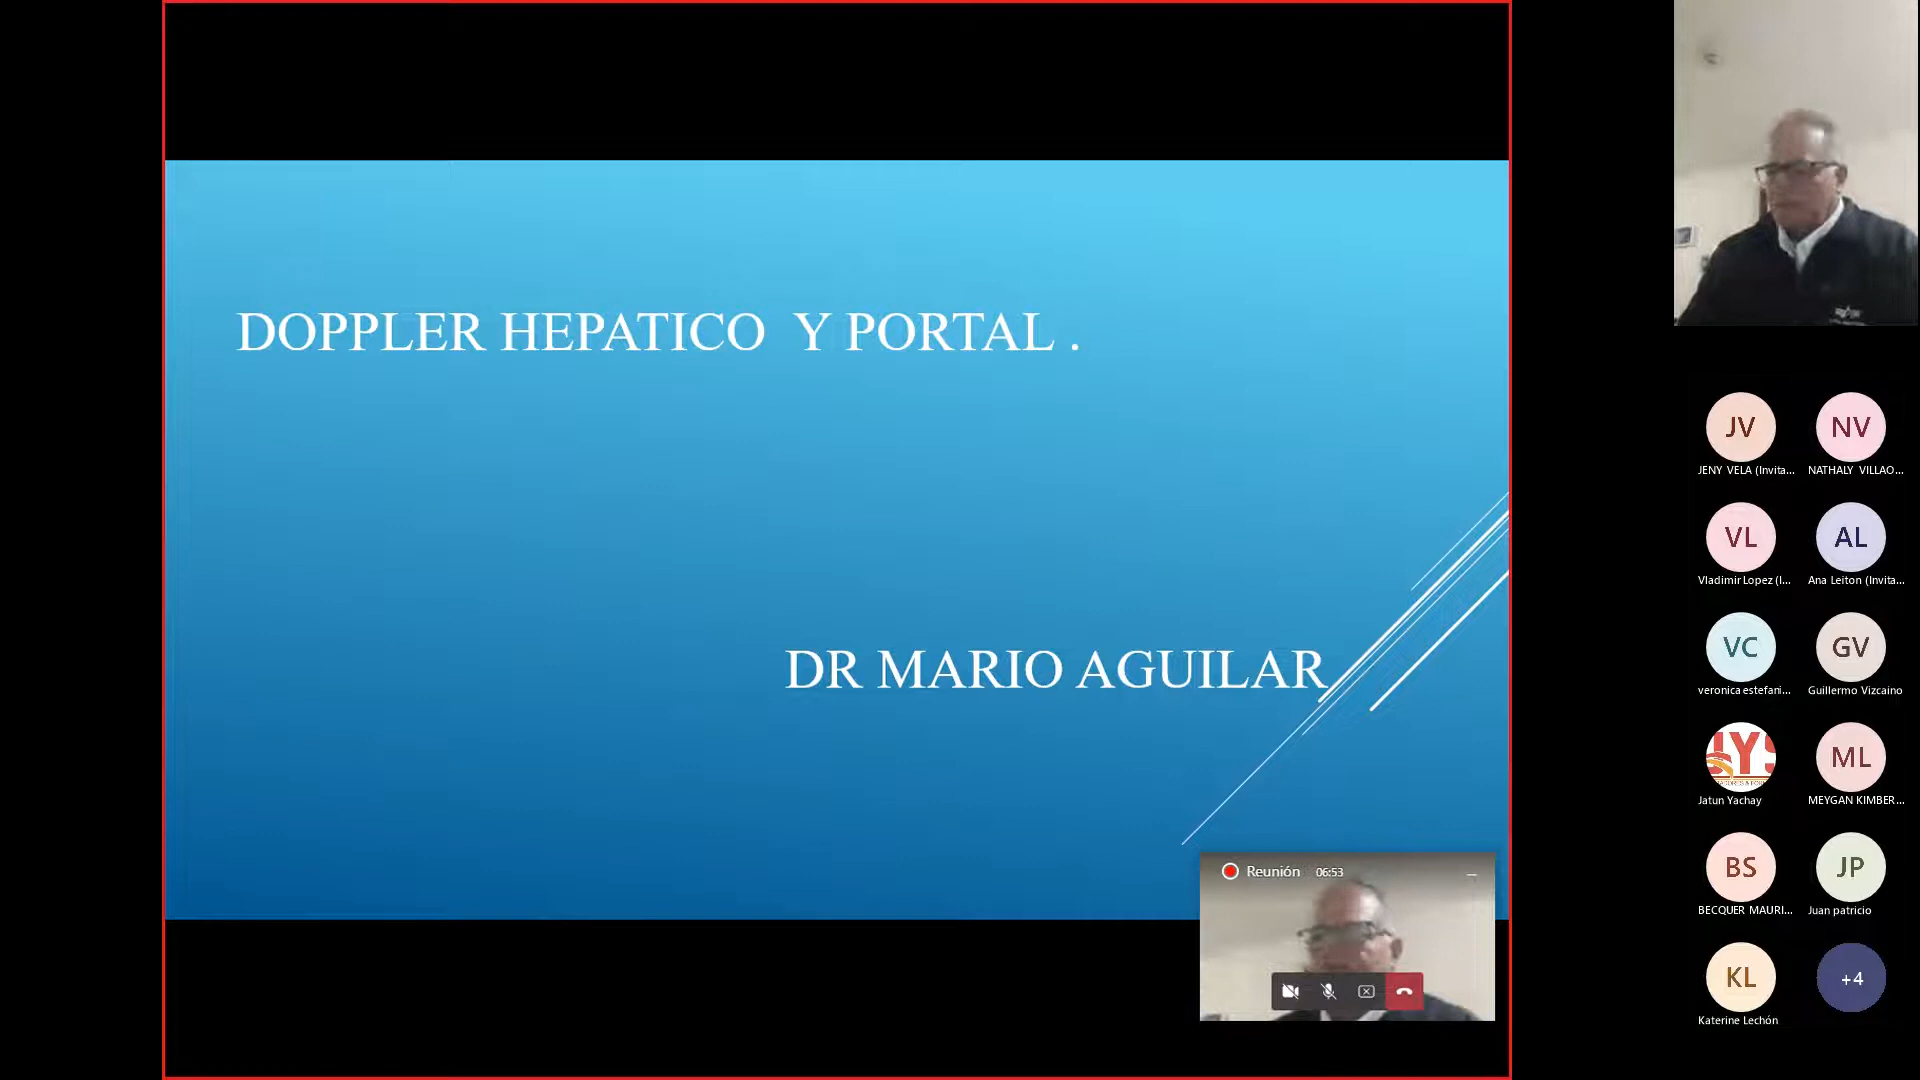 DOPPLER HEPATICO Y PORTAL .
DR MARIO AGUILAR
Reunión 06:53
JV
JENY VELA (Invita...
NV
NATHALY VILLAO...
VL
Vladimir Lopez (I...
AL
Ana Leiton (Invita...
VC
veronica estefani...
GV
Guillermo Vizcaino
Jatun Yachay
ML
MEYGAN KIMBER...
BS
BECQUER MAURI...
JP
Juan patricio
KL
Katerine Lechón
+4